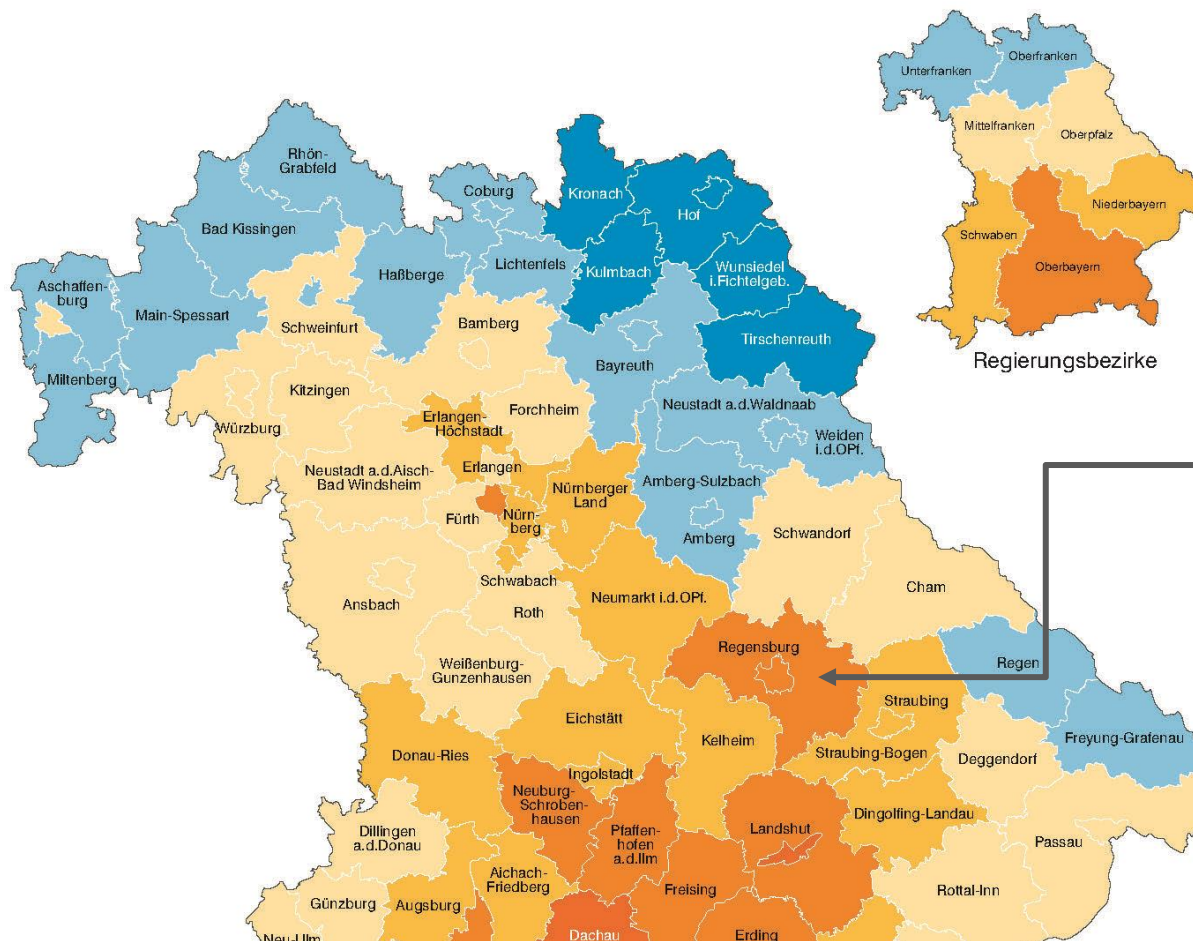 Oberfranken
Unterfranken
Mittelfranken
Oberpfalz
Niederbayern
Schwaben
Oberbayern
Regierungsbezirke
Rhön-
Grabfeld
Coburg
Kronach
Hof
Bad Kissingen
Lichtenfels
Kulmbach
Wunsiedel
i.Fichtelgeb.
Haßberge
Aschaffen-
burg
Main-Spessart
Schweinfurt
Bamberg
Tirschenreuth
Bayreuth
Miltenberg
Kitzingen
Neustadt a.d.Waldnaab
Forchheim
Erlangen-
Höchstadt
Würzburg
Weiden
i.d.OPf.
Neustadt a.d.Aisch-
Bad Windsheim
Erlangen
Nürnberger
Land
Amberg-Sulzbach
Fürth
Nürn-
berg
Amberg
Schwandorf
Schwabach
Cham
Ansbach
Roth
Neumarkt i.d.OPf.
Regensburg
Regen
Weißenburg-
Gunzenhausen
Straubing
Eichstätt
Kelheim
Freyung-Grafenau
Donau-Ries
Straubing-Bogen
Deggendorf
Ingolstadt
Neuburg-
Schroben-
hausen
Dingolfing-Landau
Dillingen
a.d.Donau
Pfaffen-
hofen
a.d.Ilm
Landshut
Passau
Aichach-
Friedberg
Freising
Rottal-Inn
Günzburg
Augsburg
Neu-Ulm
Dachau
Erding